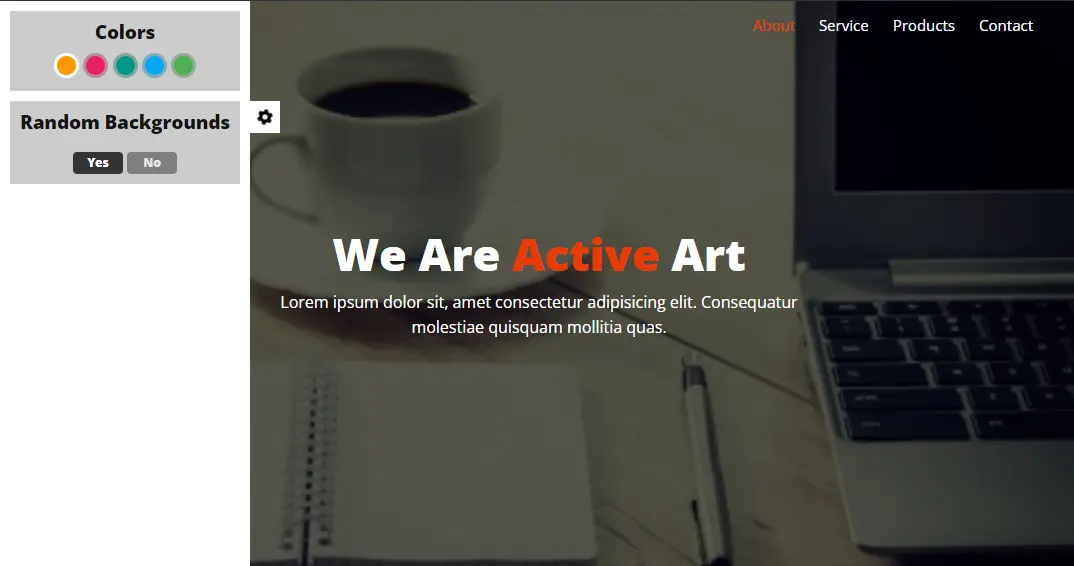 Colors
Random Backgrounds
Yes No
About Service Products Contact
We Are Active Art
Lorem ipsum dolor sit, amet consectetur adipisicing elit. Consequatur
molestiae quisquam mollitia quas.